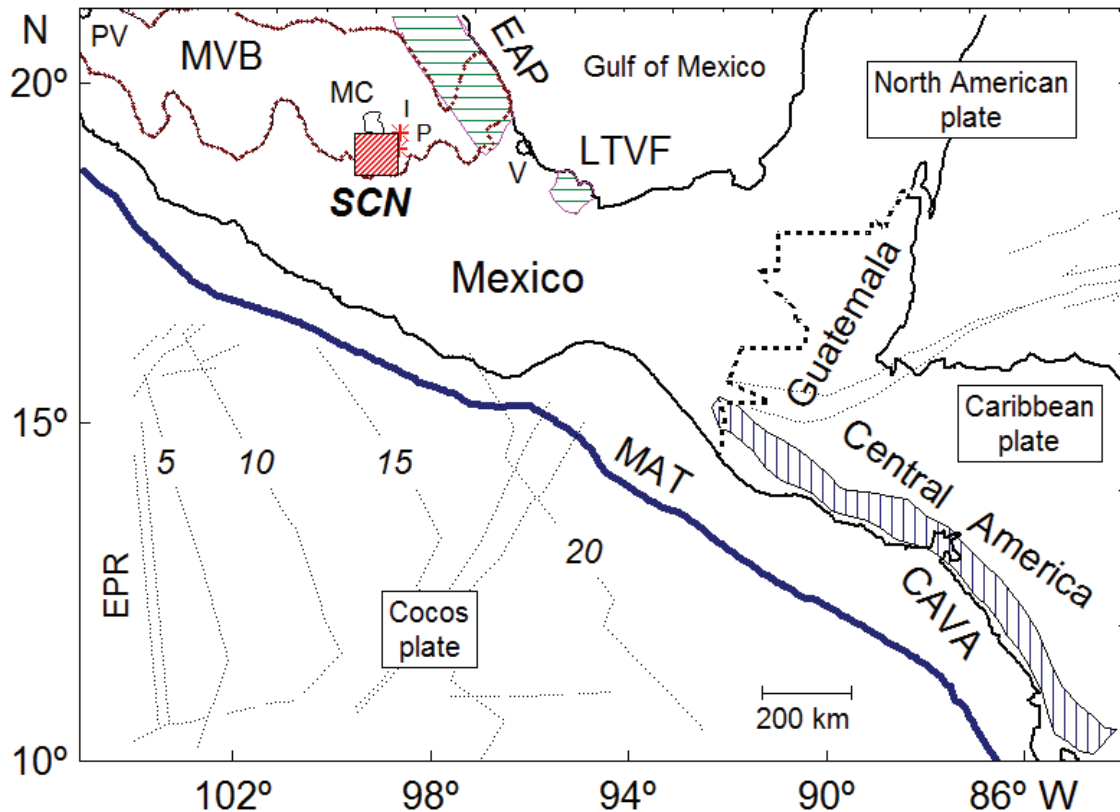 N
PV
MVB
EAP
Gulf of Mexico
North American
plate
20º
MC
I
P
V
LTVF
SCN
Mexico
Guatemala
15º
Caribbean
plate
5
10
15
20
MAT
Central America
CAVA
EPR
Cocos
plate
200 km
10º
102º
98º
94º
90º
86º W